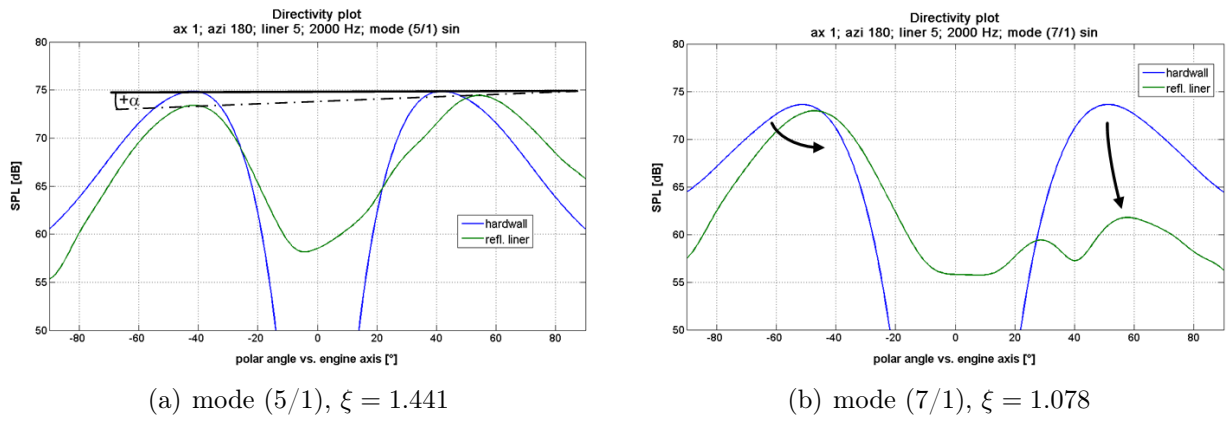 Directivity plot
ax 1; azi 180; liner 5; 2000 Hz; mode (5/1) sin
80
75
70
65
60
55
50
SPL [dB]
+α
hardwall
refl. liner
-80 -60 -40 -20 0 20 40 60 80
polar angle vs. engine axis [°]
(a) mode (5/1), ξ = 1.441
Directivity plot
ax 1; azi 180; liner 5; 2000 Hz; mode (7/1) sin
80
75
70
65
60
55
50
SPL [dB]
hardwall
refl. liner
-80 -60 -40 -20 0 20 40 60 80
polar angle vs. engine axis [°]
(b) mode (7/1), ξ = 1.078